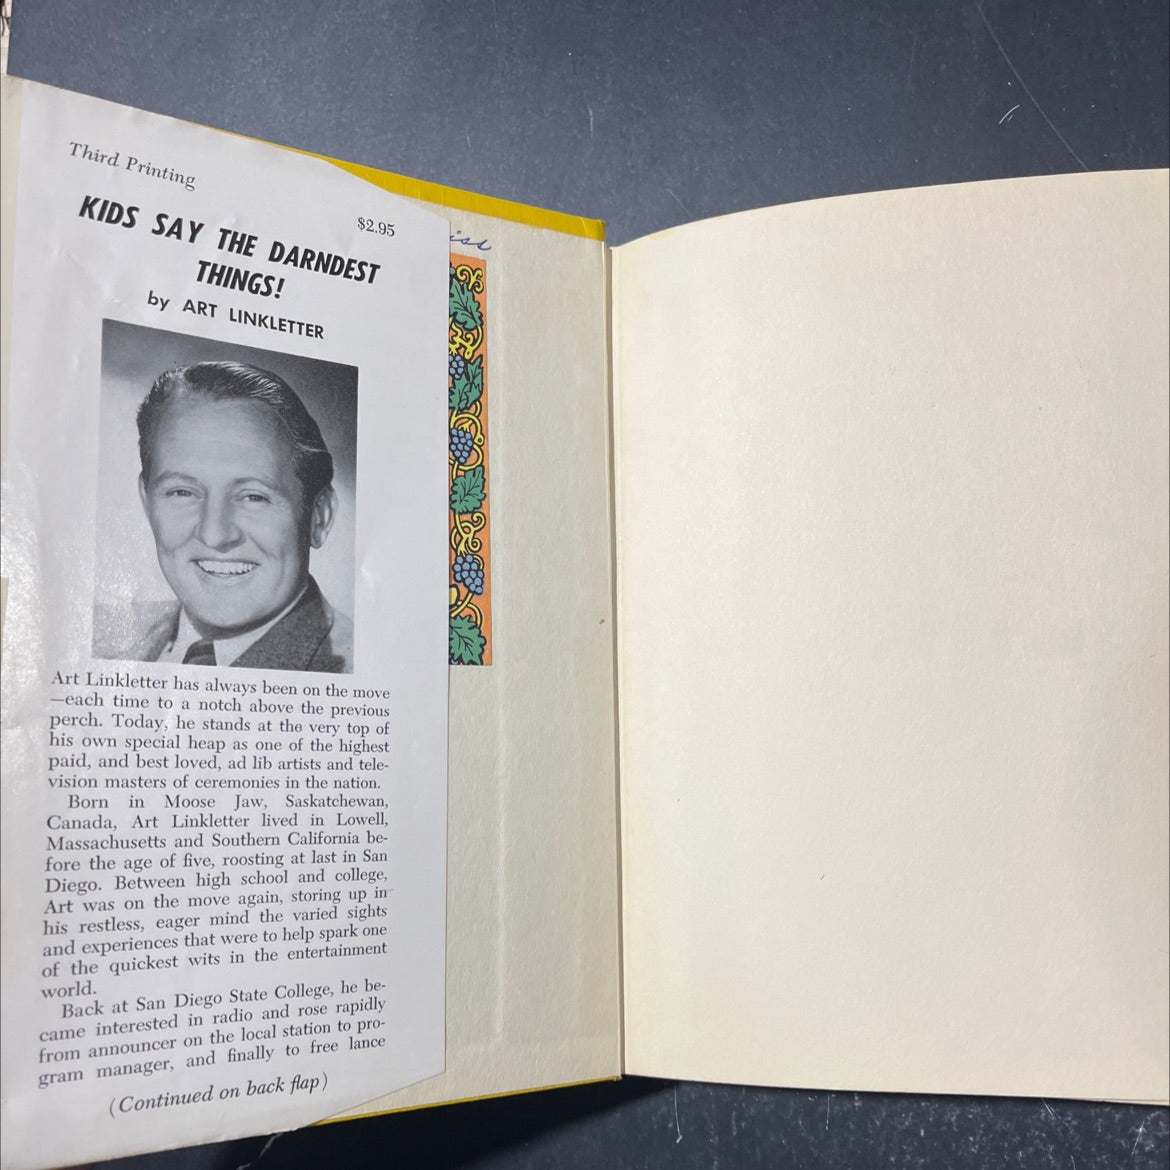 Third Printing
$2.95
KIDS SAY THE DARNDEST
THINGS!
by ART LINKLETTER
Art Linkletter has always been on the move
—each time to a notch above the previous
perch. Today, he stands at the very top of
his own special heap as one of the highest
paid, and best loved, ad lib artists and tele-
vision masters of ceremonies in the nation.
Born in Moose Jaw, Saskatchewan,
Canada, Art Linkletter lived in Lowell,
Massachusetts and Southern California be-
fore the age of five, roosting at last in San
Diego. Between high school and college,
Art was on the move again, storing up in
his restless, eager mind the varied sights
and experiences that were to help spark one
of the quickest wits in the entertainment
world.
Back at San Diego State College, he be-
came interested in radio and rose rapidly
from announcer on the local station to pro-
gram manager, and finally to free lance
(Continued on back flap)